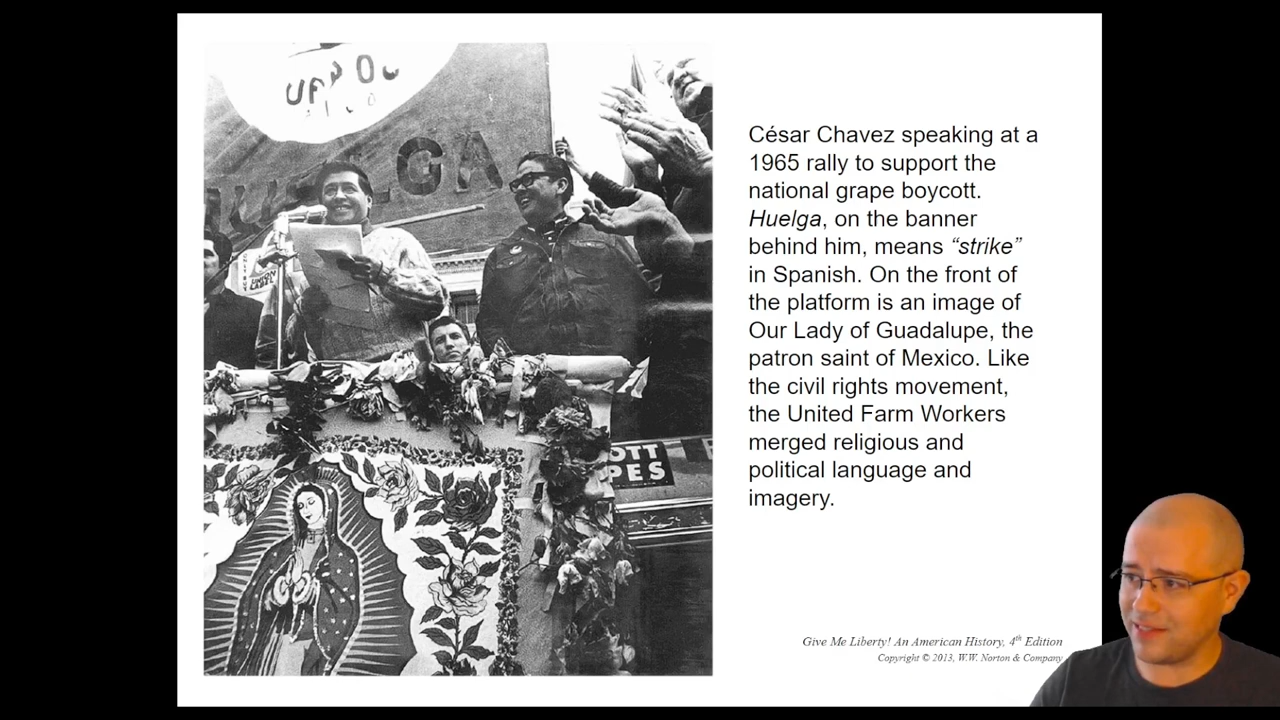 GA
UNION
LABEL
OTT
PES
César Chavez speaking at a
1965 rally to support the
national grape boycott.
Huelga, on the banner
behind him, means “strike”
in Spanish. On the front of
the platform is an image of
Our Lady of Guadalupe, the
patron saint of Mexico. Like
the civil rights movement,
the United Farm Workers
merged religious and
political language and
imagery.
Give Me Liberty! An American History, 4th Edition
Copyright © 2013, W.W. Norton & Company